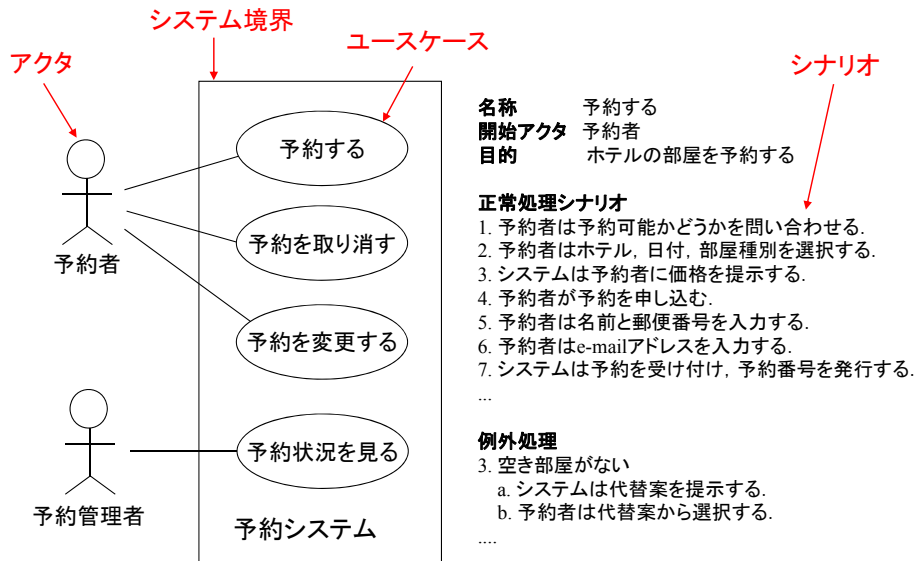 システム境界
ユースケース
アクタ
シナリオ
予約する
予約を取り消す
予約者
予約を変更する
予約状況を見る
予約管理者
予約システム
名称 予約する
開始アクタ 予約者
目的 ホテルの部屋を予約する
正常処理シナリオ
1. 予約者は予約可能かどうかを問い合わせる.
2. 予約者はホテル, 日付, 部屋種別を選択する.
3. システムは予約者に価格を提示する.
4. 予約者が予約を申し込む.
5. 予約者は名前と郵便番号を入力する.
6. 予約者はe-mailアドレスを入力する.
7. システムは予約を受け付け, 予約番号を発行する.
...
例外処理
3. 空き部屋がない
a. システムは代替案を提示する.
b. 予約者は代替案から選択する.
....